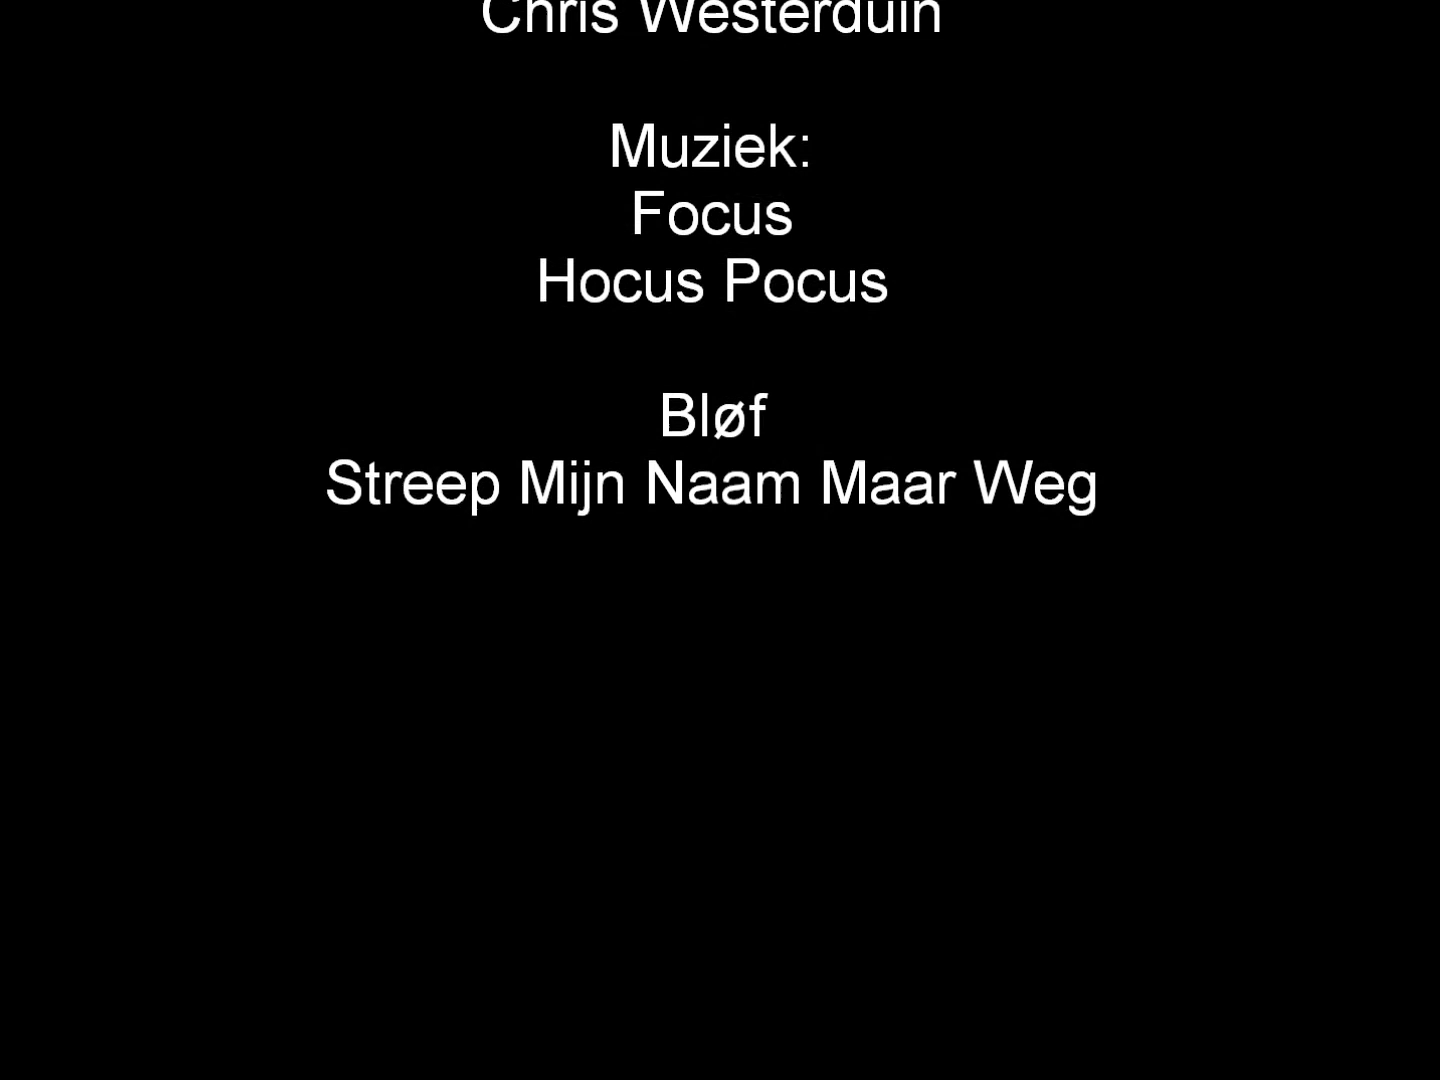 Chris Westerduin
Muziek:
Focus
Hocus Pocus
Bløf
Streep Mijn Naam Maar Weg